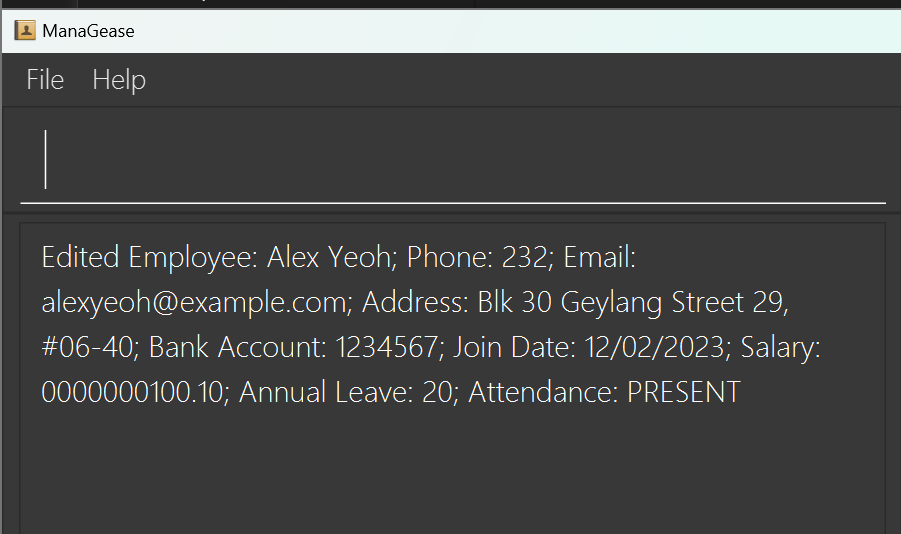 ManaGease
File Help
Edited Employee: Alex Yeoh; Phone: 232; Email:
alexyeoh@example.com; Address: Blk 30 Geylang Street 29,
#06-40; Bank Account: 1234567; Join Date: 12/02/2023; Salary:
0000000100.10; Annual Leave: 20; Attendance: PRESENT